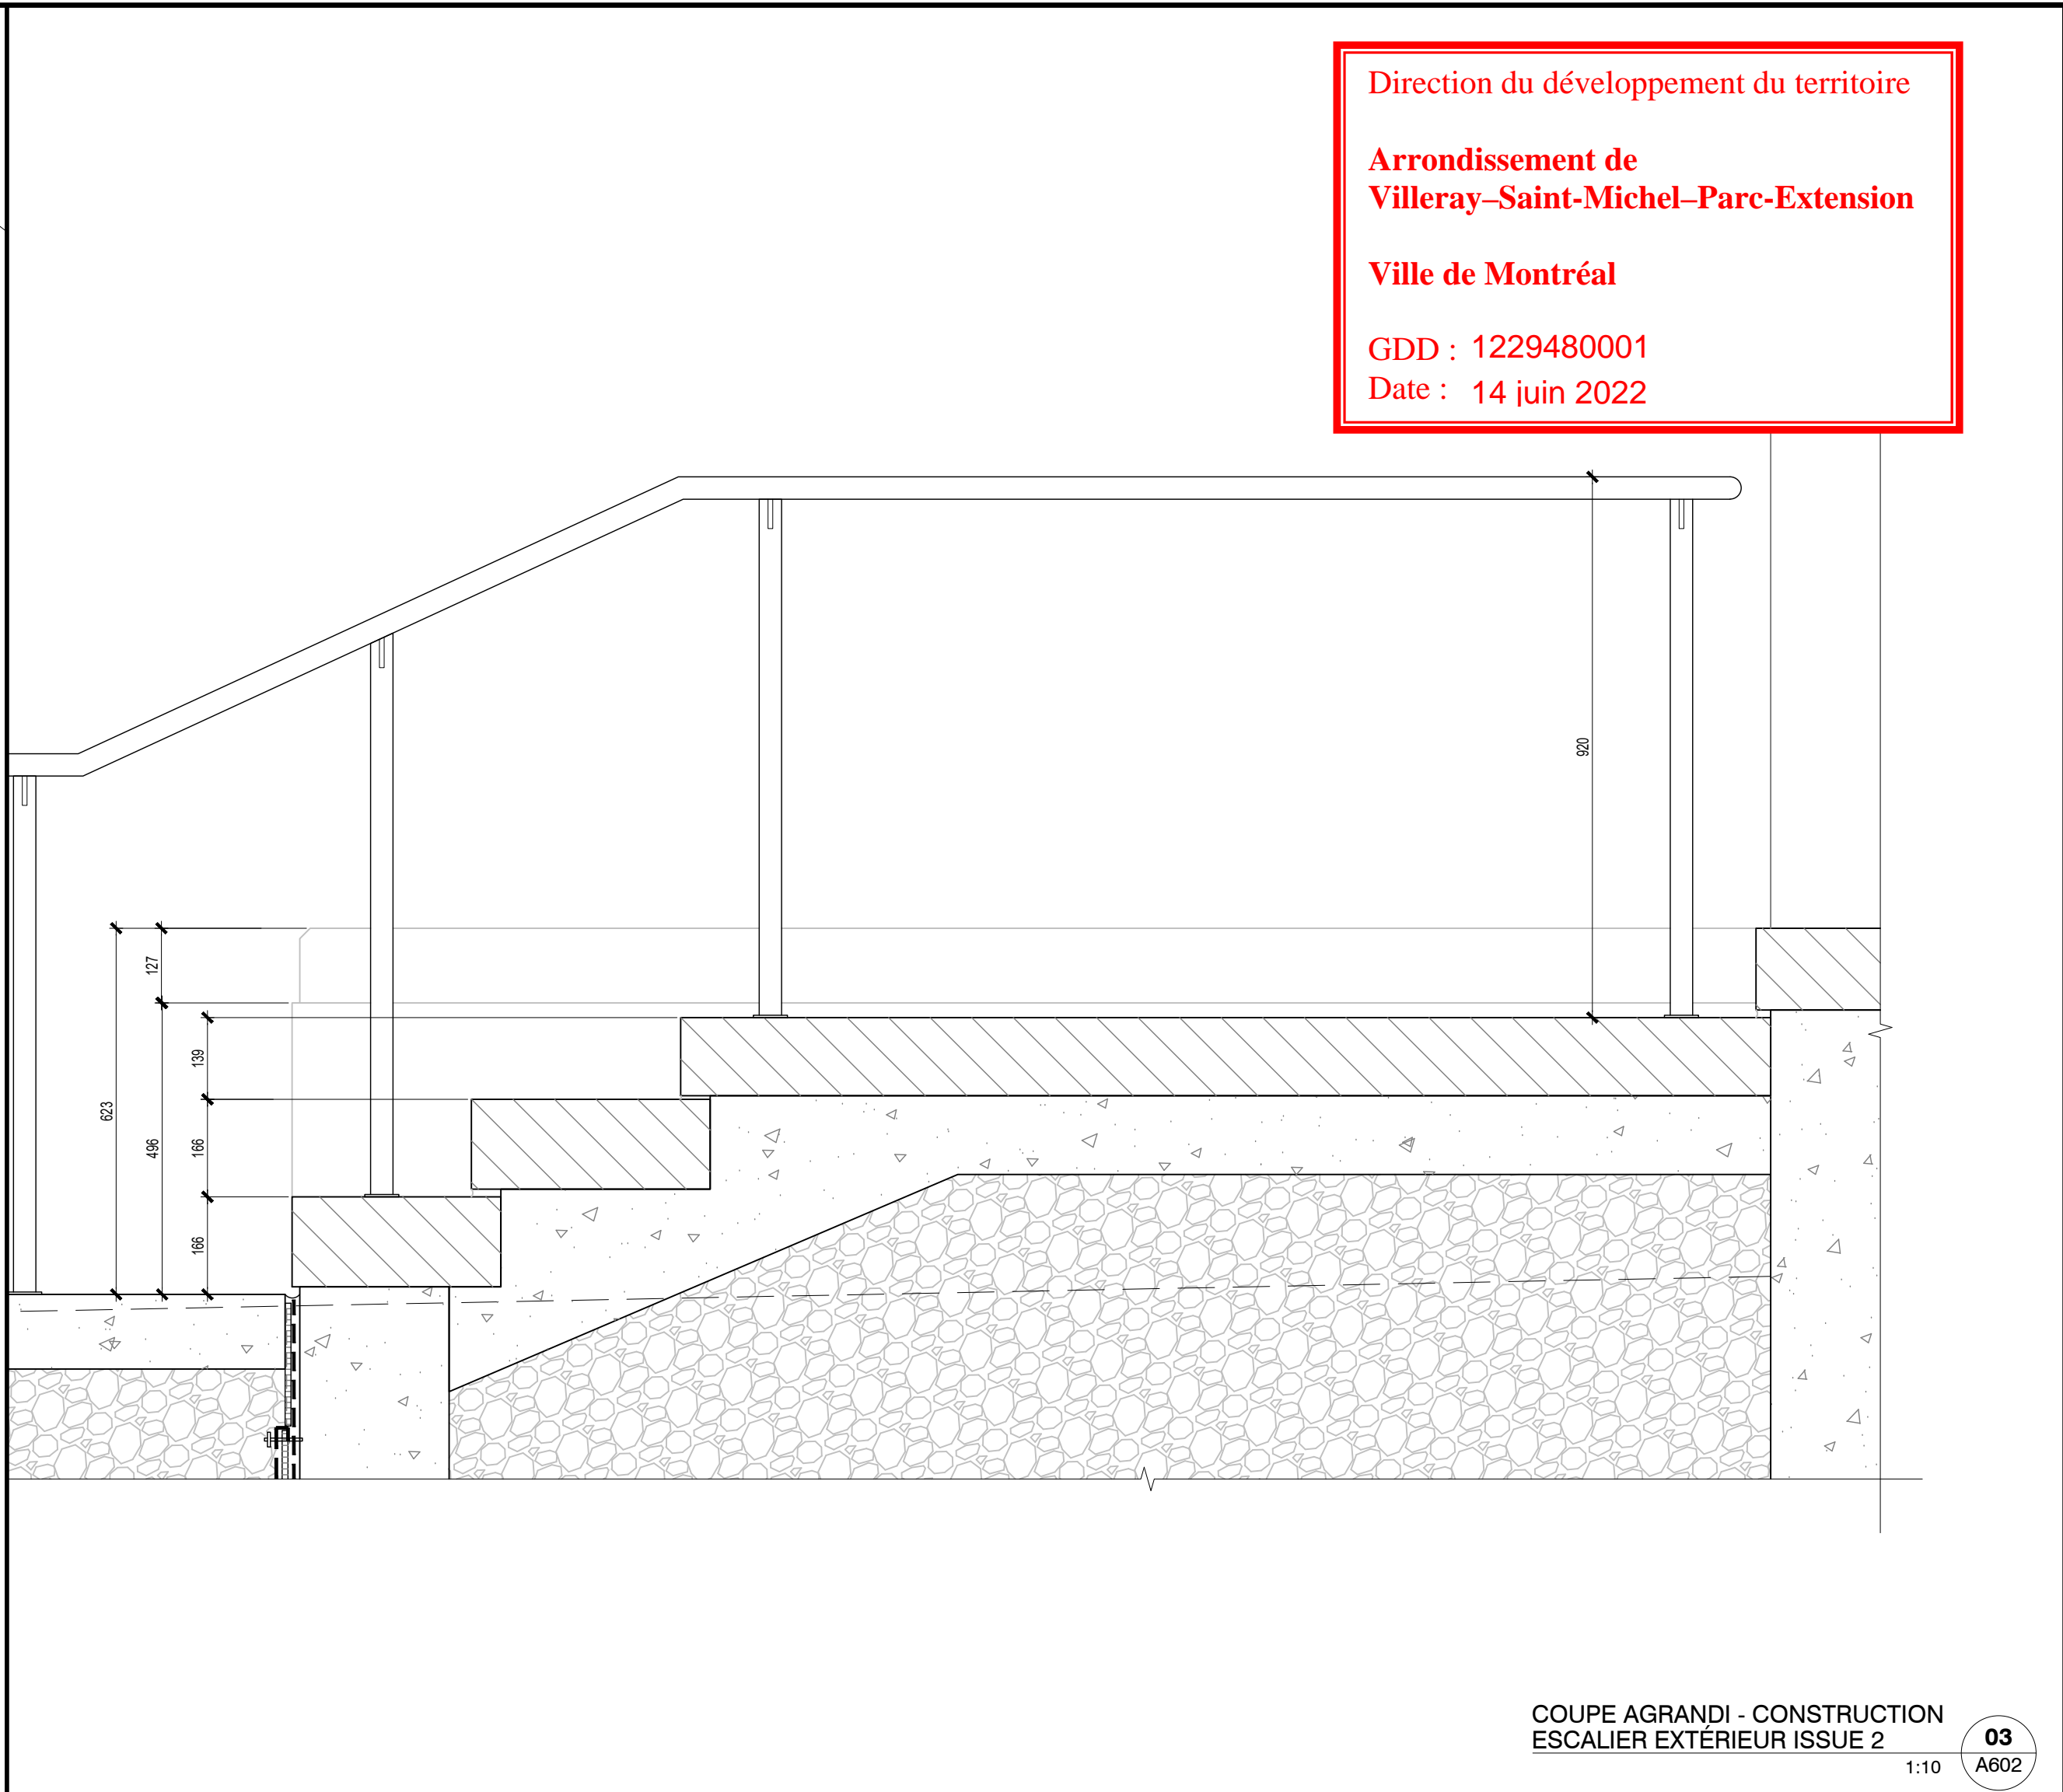 Direction du développement du territoire
Arrondissement de
Villeray–Saint-Michel–Parc-Extension
Ville de Montréal
GDD : 1229480001
Date : 14 juin 2022
920
127
139
623
496
166
166
COUPE AGRANDI - CONSTRUCTION
ESCALIER EXTÉRIEUR ISSUE 2
1:10
03
A602